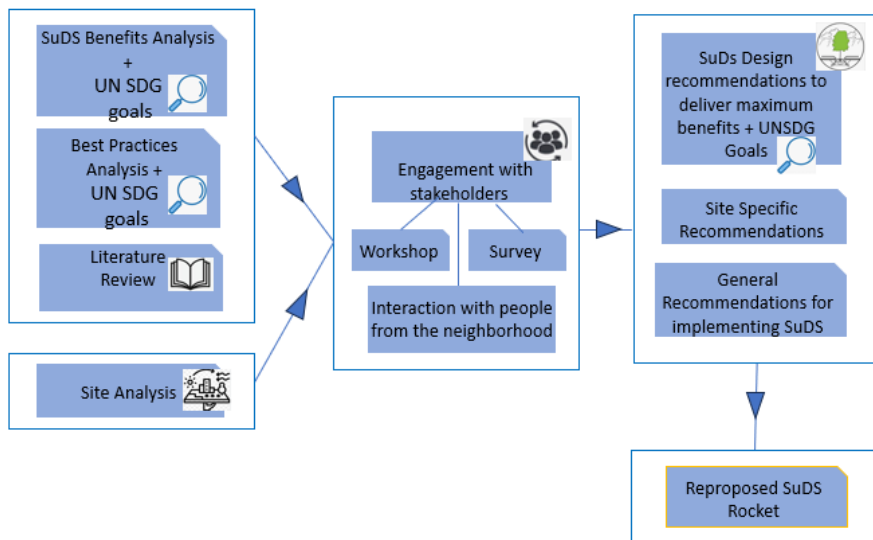 SuDS Benefits Analysis
+
UN SDG
goals
Best Practices
Analysis +
UN SDG
goals
Literature
Review
Site Analysis
Engagement with
stakeholders
Workshop
Survey
Interaction with people
from the neighborhood
SuDs Design
recommendations to
deliver maximum
benefits + UNSDG
Goals
Site Specific
Recommendations
General
Recommendations for
implementing SuDS
Reproposed SuDS
Rocket